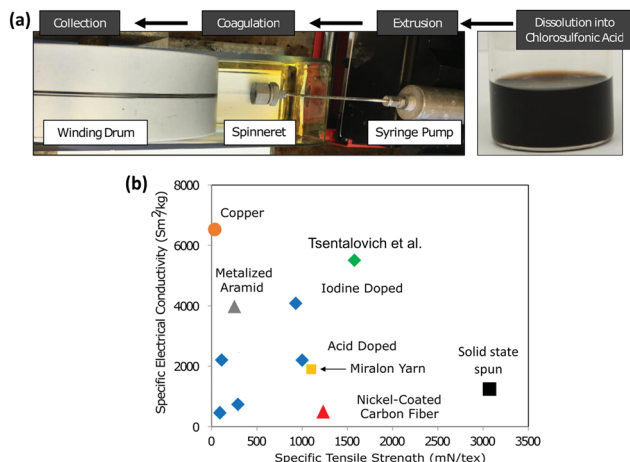 (a)
Collection
Coagulation
Extrusion
Dissolution into
Chlorosulfonic Acid
Winding Drum
Spinneret
Syringe Pump
(b)
Specific Electrical Conductivity (Sm²/kg)
8000
6000
4000
2000
0
Copper
Tsentalovich et al.
Metalized
Aramid
Iodine Doped
Acid Doped
Miralon Yarn
Solid state
spun
Nickel-Coated
Carbon Fiber
0
500
1000
1500
2000
2500
3000
3500
Specific Tensile Strength (mN/tex)